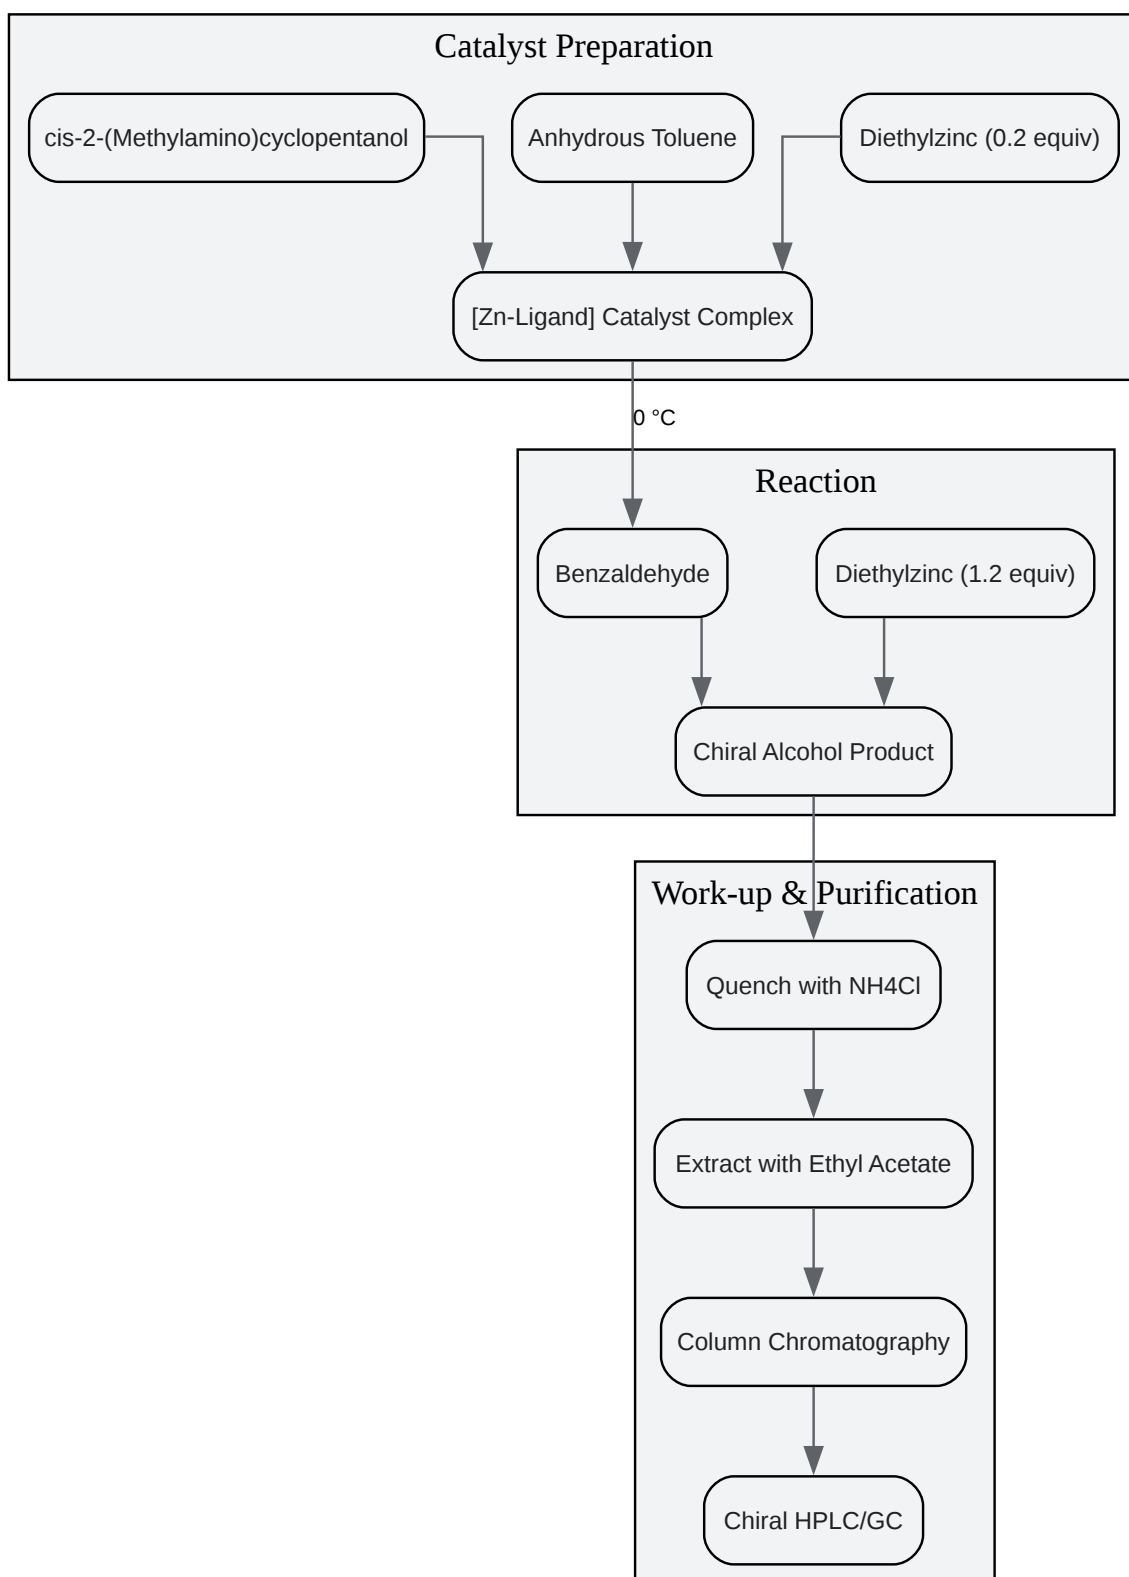 Catalyst Preparation
cis-2-(Methylamino)cyclopentanol
Anhydrous Toluene
Diethylzinc (0.2 equiv)
[Zn-Ligand] Catalyst Complex
0 °C
Reaction
Benzaldehyde
Diethylzinc (1.2 equiv)
Chiral Alcohol Product
Work-up & Purification
Quench with NH4Cl
Extract with Ethyl Acetate
Column Chromatography
Chiral HPLC/GC